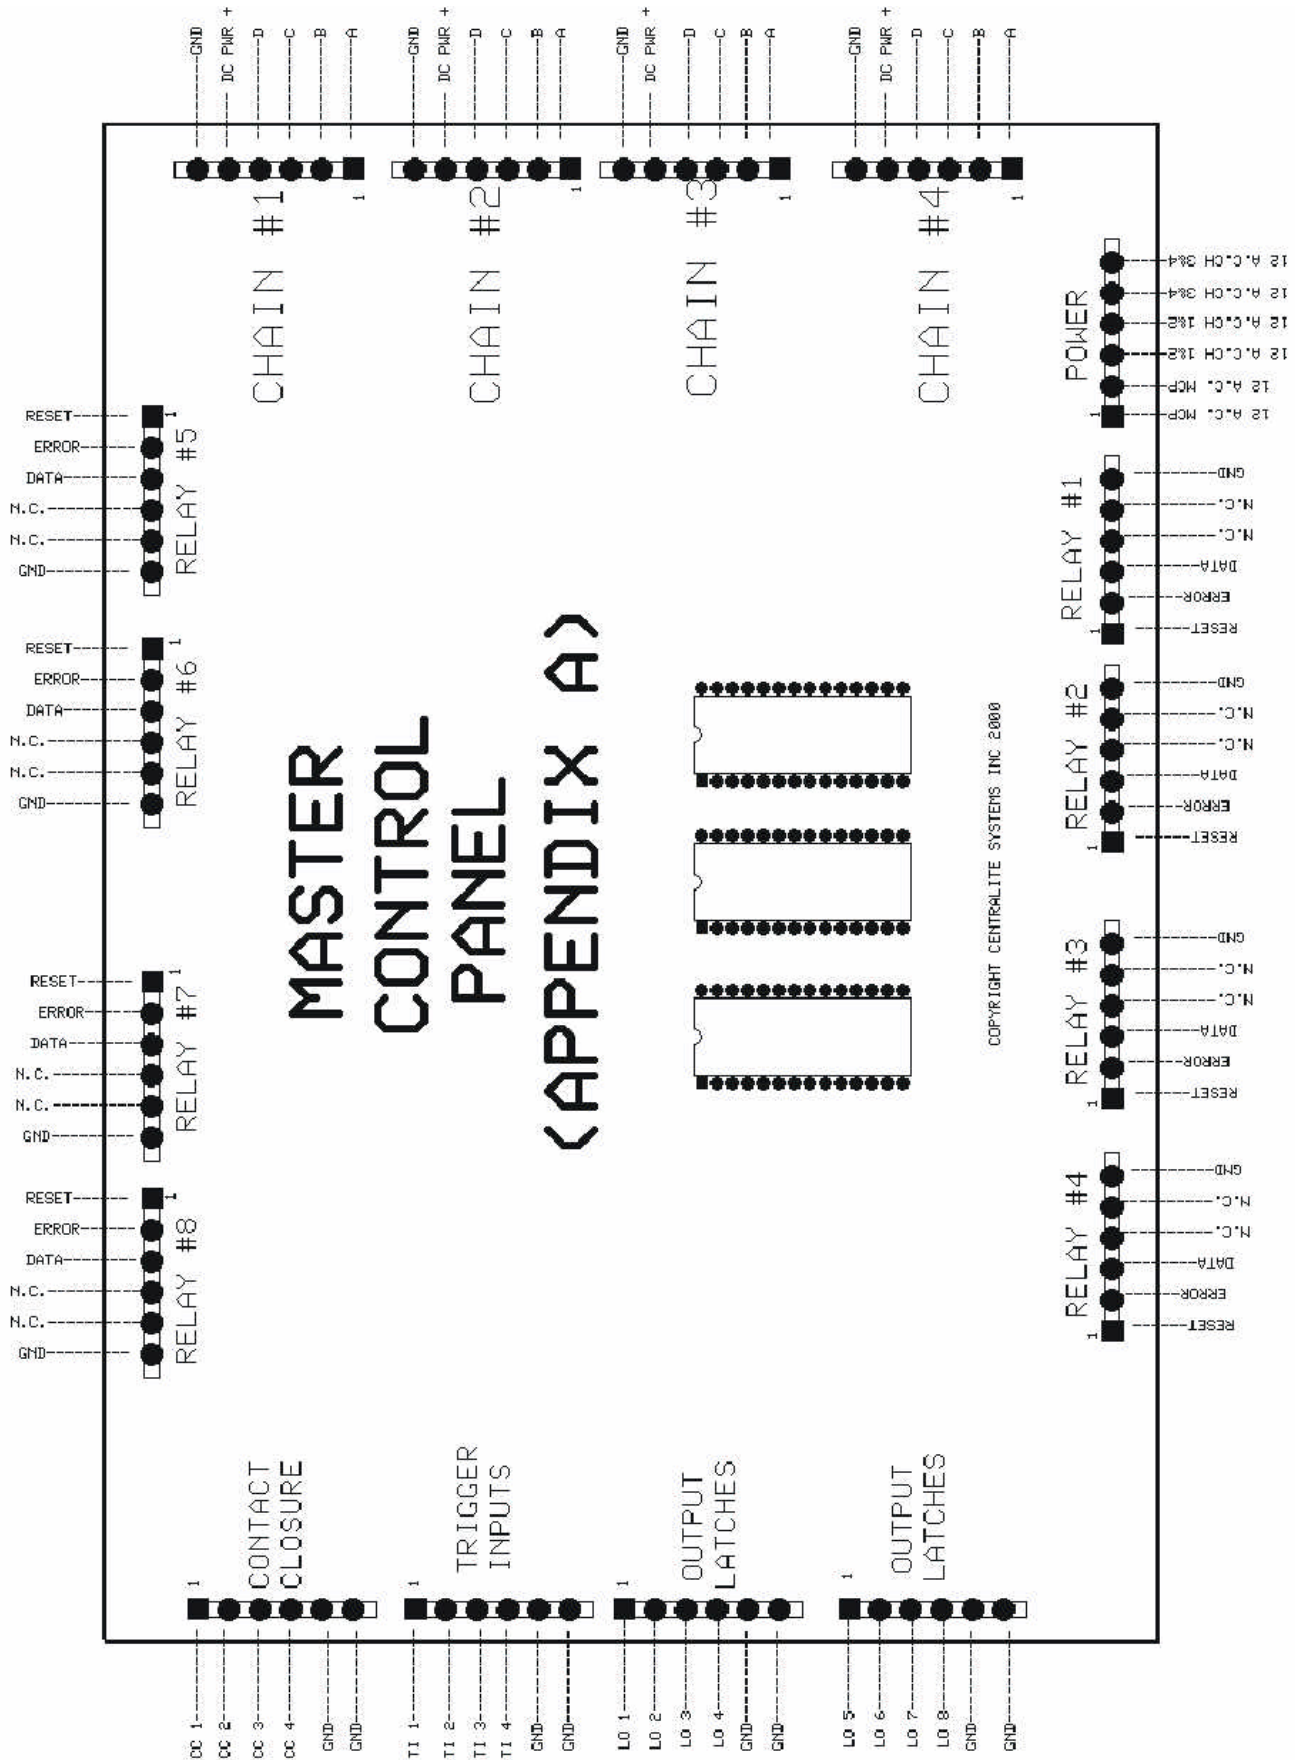 GND
DC PWR +
D
C
B
A
GND
DC PWR +
D
C
B
A
GND
DC PWR +
D
C
B
A
GND
DC PWR +
D
C
B
A
1
CHAIN #1
1
CHAIN #2
1
CHAIN #3
1
CHAIN #4
RESET
ERROR
DATA
N.C.
N.C.
GND
1
RELAY #5
RESET
ERROR
DATA
N.C.
N.C.
GND
1
RELAY #6
RESET
ERROR
DATA
N.C.
N.C.
GND
1
RELAY #7
RESET
ERROR
DATA
N.C.
N.C.
GND
1
RELAY #8
MASTER
CONTROL
PANEL
(APPENDIX A)
COPYRIGHT CENTRALITE SYSTEMS INC 2000
POWER
1
12 A.C.CH 3&4
12 A.C.CH 3&4
12 A.C.CH 1&2
12 A.C.CH 1&2
12 A.C. MCP
12 A.C. MCP
RELAY #1
1
GND
N.C.
N.C.
DATA
ERROR
RESET
RELAY #2
1
GND
N.C.
N.C.
DATA
ERROR
RESET
RELAY #3
1
GND
N.C.
N.C.
DATA
ERROR
RESET
RELAY #4
1
GND
N.C.
N.C.
DATA
ERROR
RESET
CONTACT
CLOSURE
1
TRIGGER
INPUTS
1
OUTPUT
LATCHES
1
OUTPUT
LATCHES
1
CC 1
CC 2
CC 3
CC 4
GND
GND
TI 1
TI 2
TI 3
TI 4
GND
GND
LO 1
LO 2
LO 3
LO 4
GND
GND
LO 5
LO 6
LO 7
LO 8
GND
GND